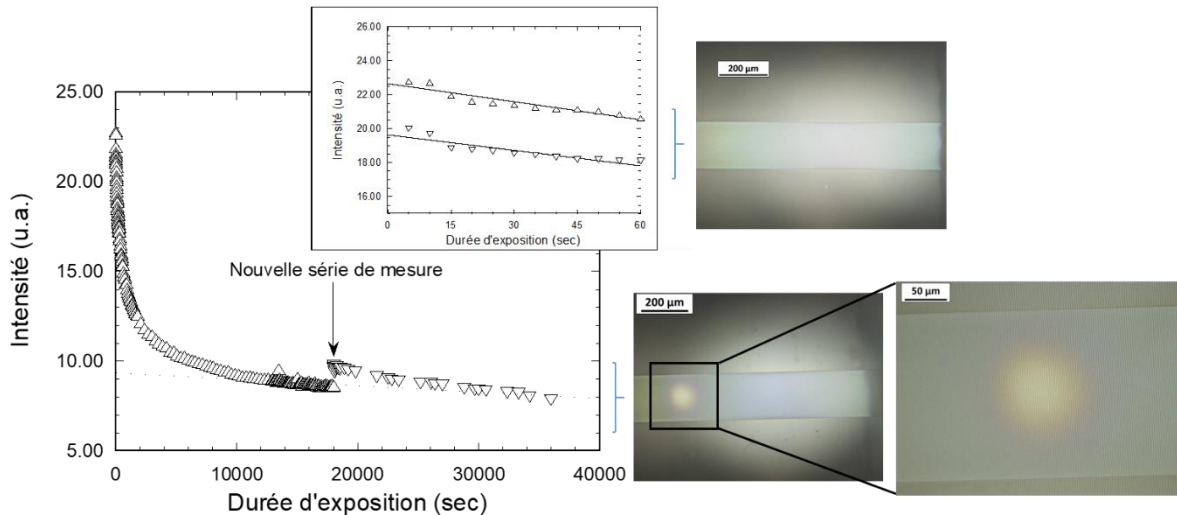 26.00
24.00
22.00
20.00
18.00
16.00
Intensité (u.a.)
0 15 30 45 60
Durée d'exposition (sec)
200 µm
25.00
20.00
15.00
10.00
5.00
Intensité (u.a.)
Nouvelle série de mesure
0 10000 20000 30000 40000
Durée d'exposition (sec)
200 µm
50 µm